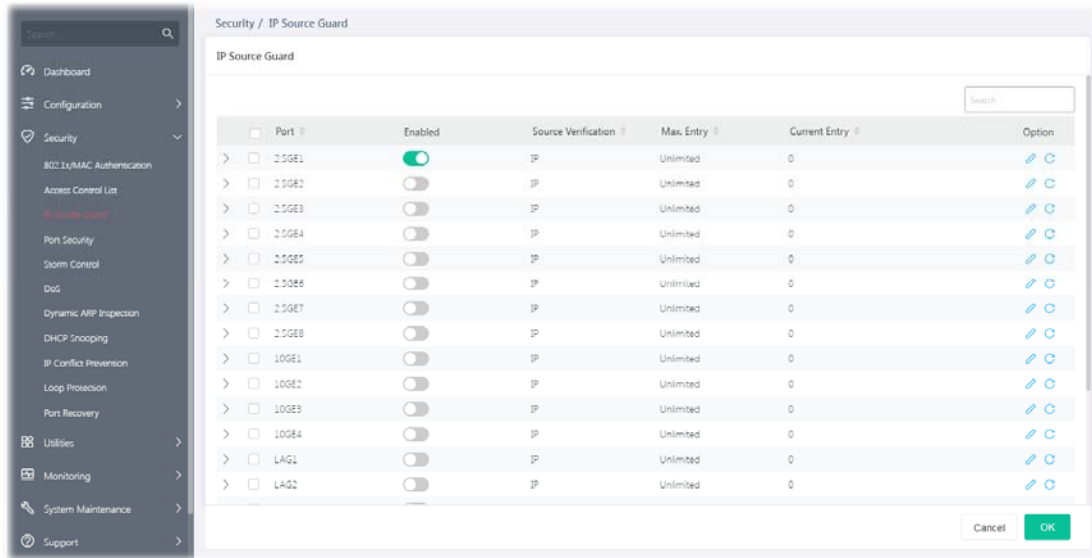 Search...
Dashboard
Configuration
Security
802.1x/MAC Authentication
Access Control List
IP Source Guard
Port Security
Storm Control
DoS
Dynamic ARP Inspection
DHCP Snooping
IP Conflict Prevention
Loop Protection
Port Recovery
Utilities
Monitoring
System Maintenance
Support
Security / IP Source Guard
IP Source Guard
Search
Port Enabled Source Verification Max. Entry Current Entry Option
2.5GE1 IP Unlimited 0
2.5GE2 IP Unlimited 0
2.5GE3 IP Unlimited 0
2.5GE4 IP Unlimited 0
2.5GE5 IP Unlimited 0
2.5GE6 IP Unlimited 0
2.5GE7 IP Unlimited 0
2.5GE8 IP Unlimited 0
10GE1 IP Unlimited 0
10GE2 IP Unlimited 0
10GE3 IP Unlimited 0
10GE4 IP Unlimited 0
LAG1 IP Unlimited 0
LAG2 IP Unlimited 0
Cancel OK